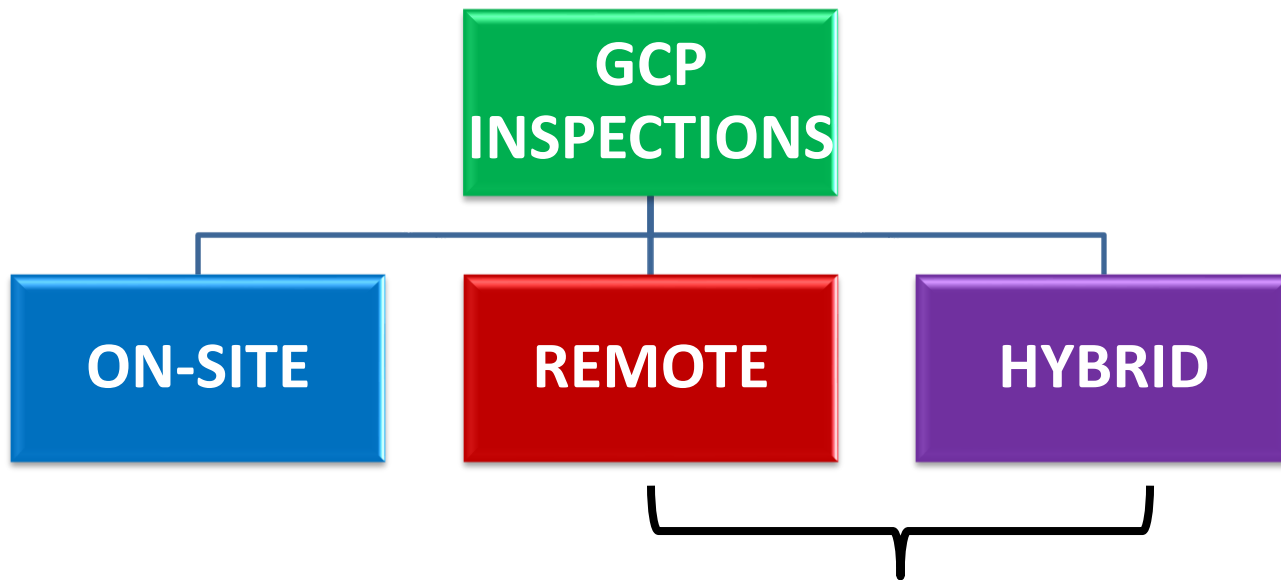 GCP
INSPECTIONS
ON-SITE
REMOTE
HYBRID